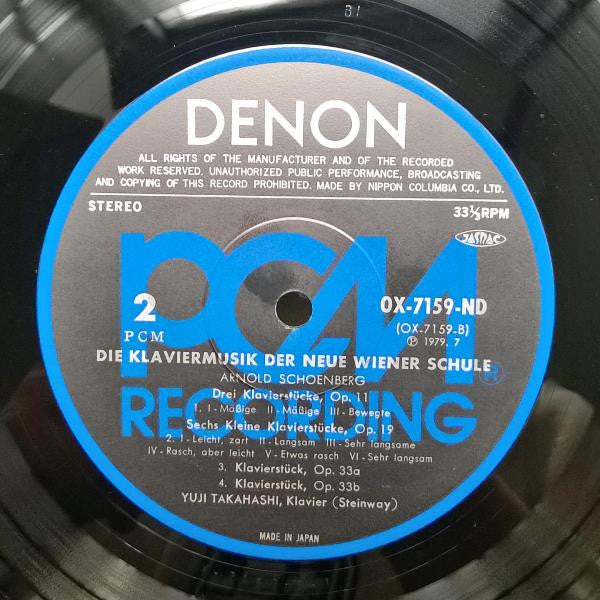 B1
DENON
ALL RIGHTS OF THE MANUFACTURER AND OF THE RECORDED
WORK RESERVED. UNAUTHORIZED PUBLIC PERFORMANCE, BROADCASTING
AND COPYING OF THIS RECORD PROHIBITED. MADE BY NIPPON COLUMBIA CO., LTD.
STEREO 33⅓RPM
JASRAC
PCM
2 OX-7159-ND
PCM (OX-7159-B)
Ⓟ 1979. 7
DIE KLAVIERMUSIK DER NEUE WIENER SCHULE
ARNOLD SCHOENBERG
RECORDING®
Drei Klavierstücke, Op. 11
1. I-Mäßige II-Mäßige III-Bewegte
Sechs Kleine Klavierstücke, Op. 19
2. I-Leicht, zart II-Langsam III-Sehr langsame
IV-Rasch, aber leicht V-Etwas rasch VI-Sehr langsam
3. Klavierstück, Op. 33a
4. Klavierstück, Op. 33b
YUJI TAKAHASHI, Klavier (Steinway)
MADE IN JAPAN